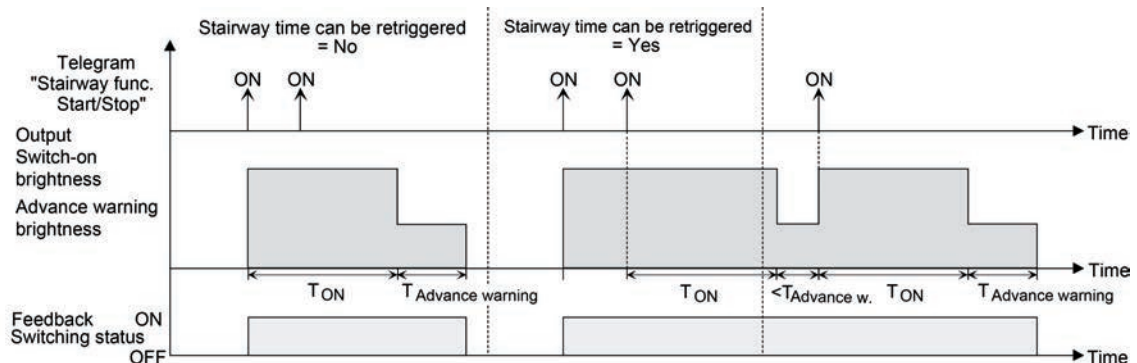 Stairway time can be retriggered
= No
Stairway time can be retriggered
= Yes
Telegram
"Stairway func.
Start/Stop"
ON
ON
ON
ON
ON
Time
Output
Switch-on
brightness
Advance warning
brightness
Time
TON
TAdvance warning
TON
<TAdvance w.
TON
TAdvance warning
Feedback ON
Switching status
OFF
Time